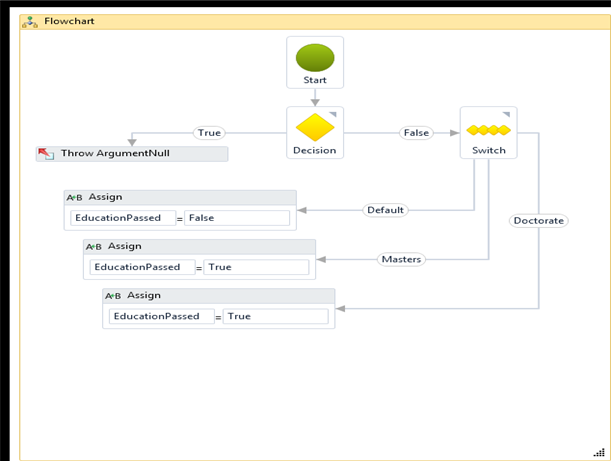 Flowchart
Start
True
False
Decision
Switch
Throw ArgumentNull
A+B Assign
EducationPassed = False
Default
Doctorate
A+B Assign
EducationPassed = True
Masters
A+B Assign
EducationPassed = True